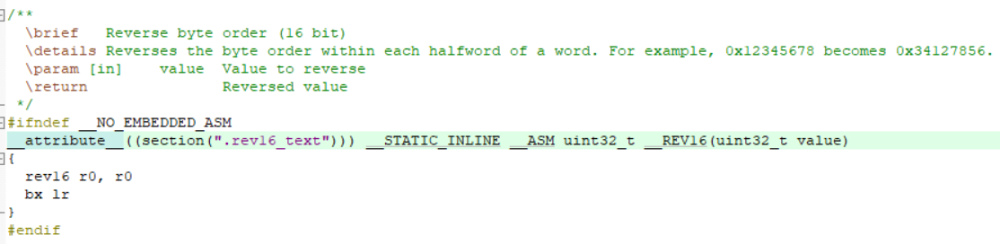 /**
  \brief   Reverse byte order (16 bit)
  \details Reverses the byte order within each halfword of a word. For example, 0x12345678 becomes 0x34127856.
  \param [in]    value  Value to reverse
  \return               Reversed value
 */
#ifndef __NO_EMBEDDED_ASM
__attribute__((section(".rev16_text"))) __STATIC_INLINE __ASM uint32_t __REV16(uint32_t value)
{
  rev16 r0, r0
  bx lr
}
#endif